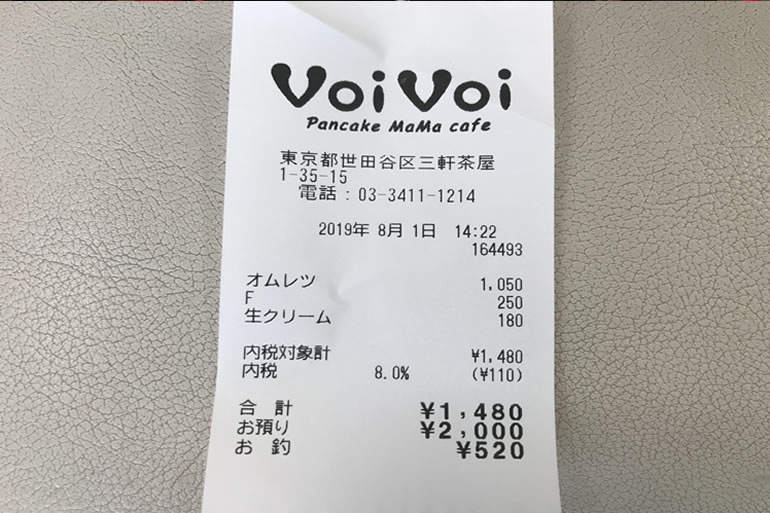 VoiVoi
Pancake MaMa cafe
東京都世田谷区三軒茶屋
1-35-15
電話：03-3411-1214
2019年 8月 1日 14:22
164493
オムレツ 1,050
F 250
生クリーム 180
内税対象計 ¥1,480
内税 8.0% (¥110)
合 計 ¥1,480
お預り ¥2,000
お 釣 ¥520